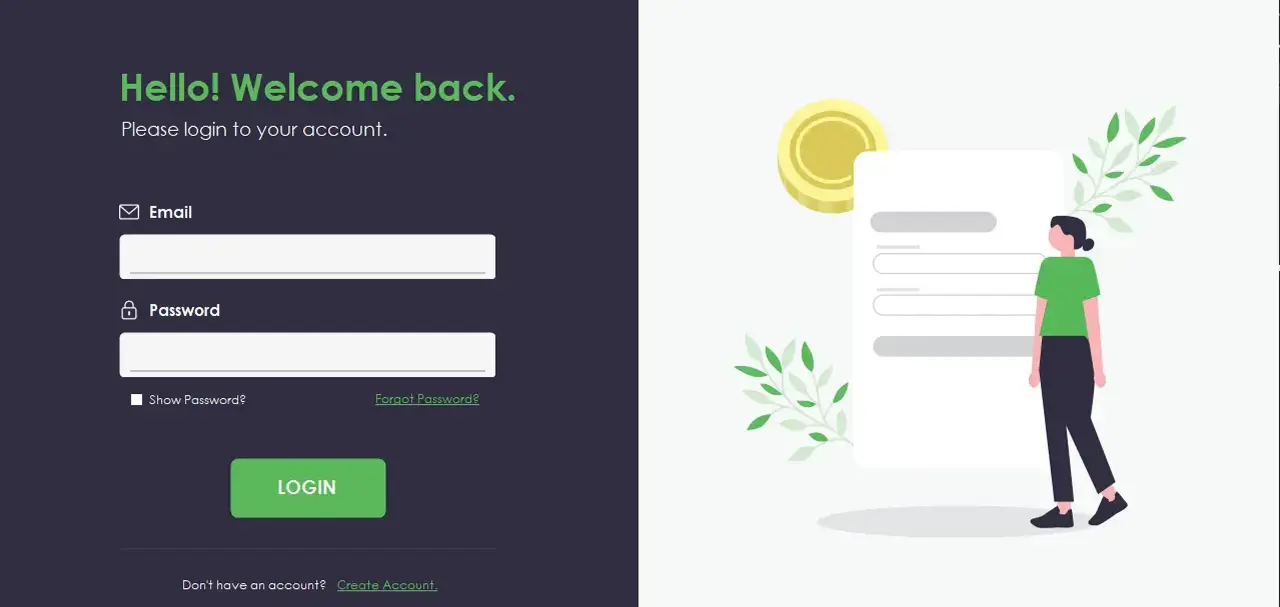 Hello! Welcome back.
Please login to your account.
Email
Password
Show Password? Forgot Password?
LOGIN
Don't have an account? Create Account.